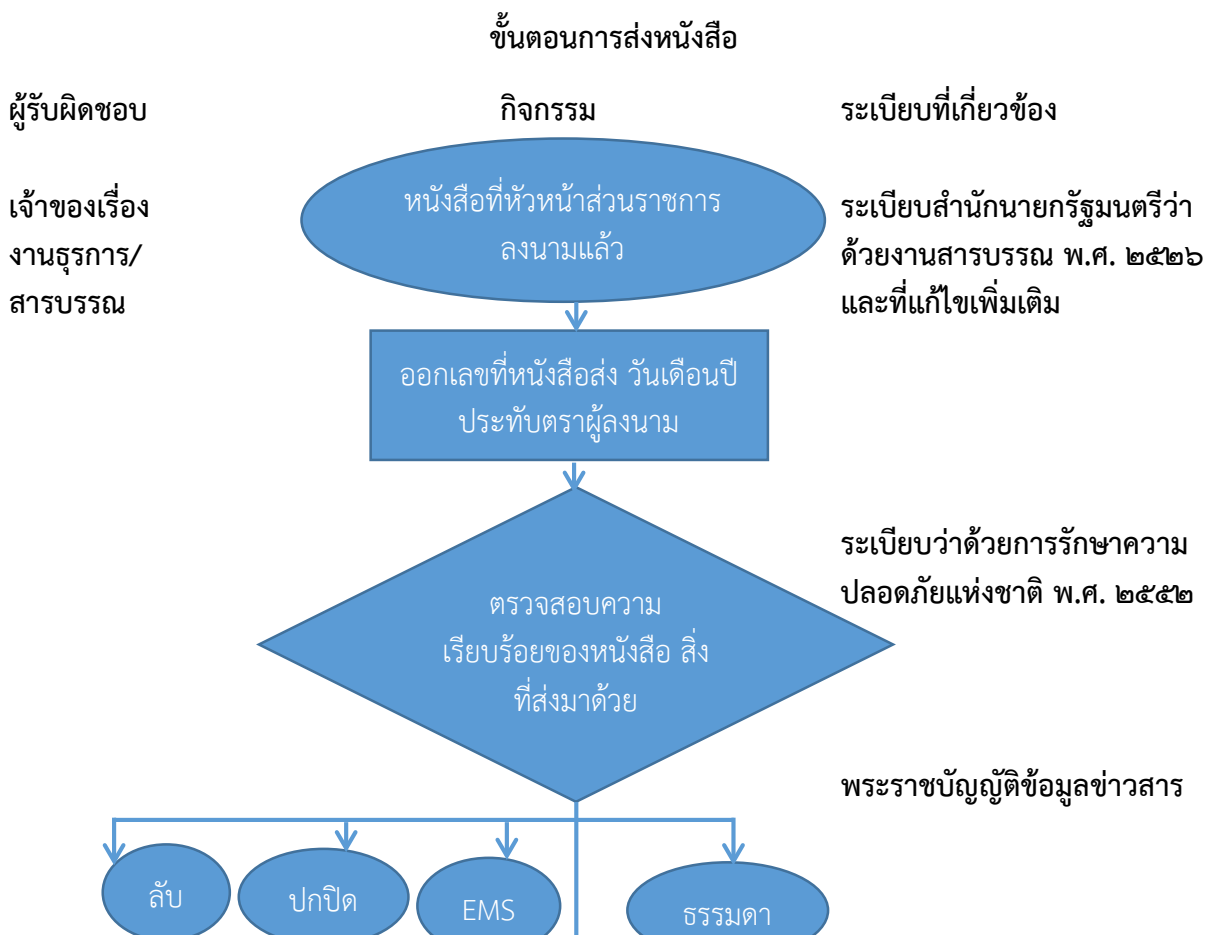 ขั้นตอนการส่งหนังสือ
ผู้รับผิดชอบ
กิจกรรม
ระเบียบที่เกี่ยวข้อง
เจ้าของเรื่อง
งานธุรการ/
สารบรรณ
หนังสือที่หัวหน้าส่วนราชการ
ลงนามแล้ว
ระเบียบสำนักนายกรัฐมนตรีว่า
ด้วยงานสารบรรณ พ.ศ. ๒๕๒๖
และที่แก้ไขเพิ่มเติม
ออกเลขที่หนังสือส่ง วันเดือนปี
ประทับตราผู้ลงนาม
ตรวจสอบความ
เรียบร้อยของหนังสือ สิ่ง
ที่ส่งมาด้วย
ระเบียบว่าด้วยการรักษาความ
ปลอดภัยแห่งชาติ พ.ศ. ๒๕๕๒
พระราชบัญญัติข้อมูลข่าวสาร
ลับ
ปกปิด
EMS
ธรรมดา